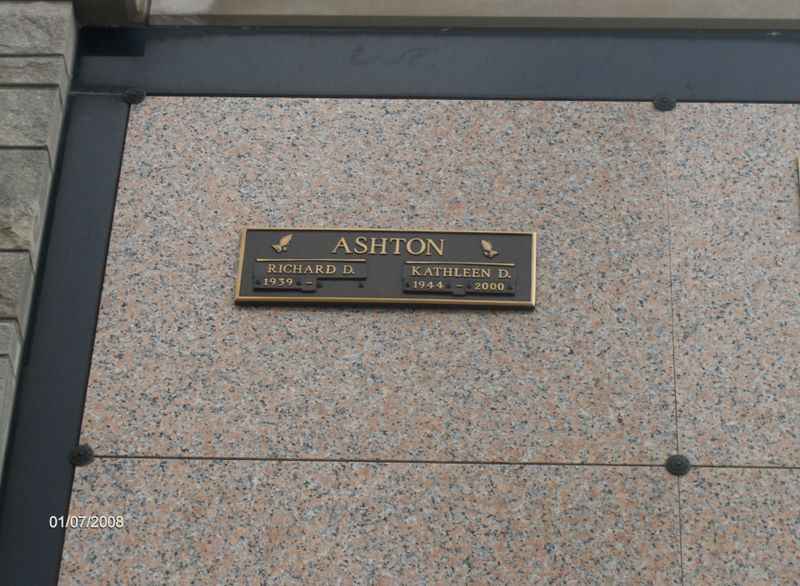 ASHTON
RICHARD D. KATHLEEN D.
1939 – 1944 – 2000
01/07/2008